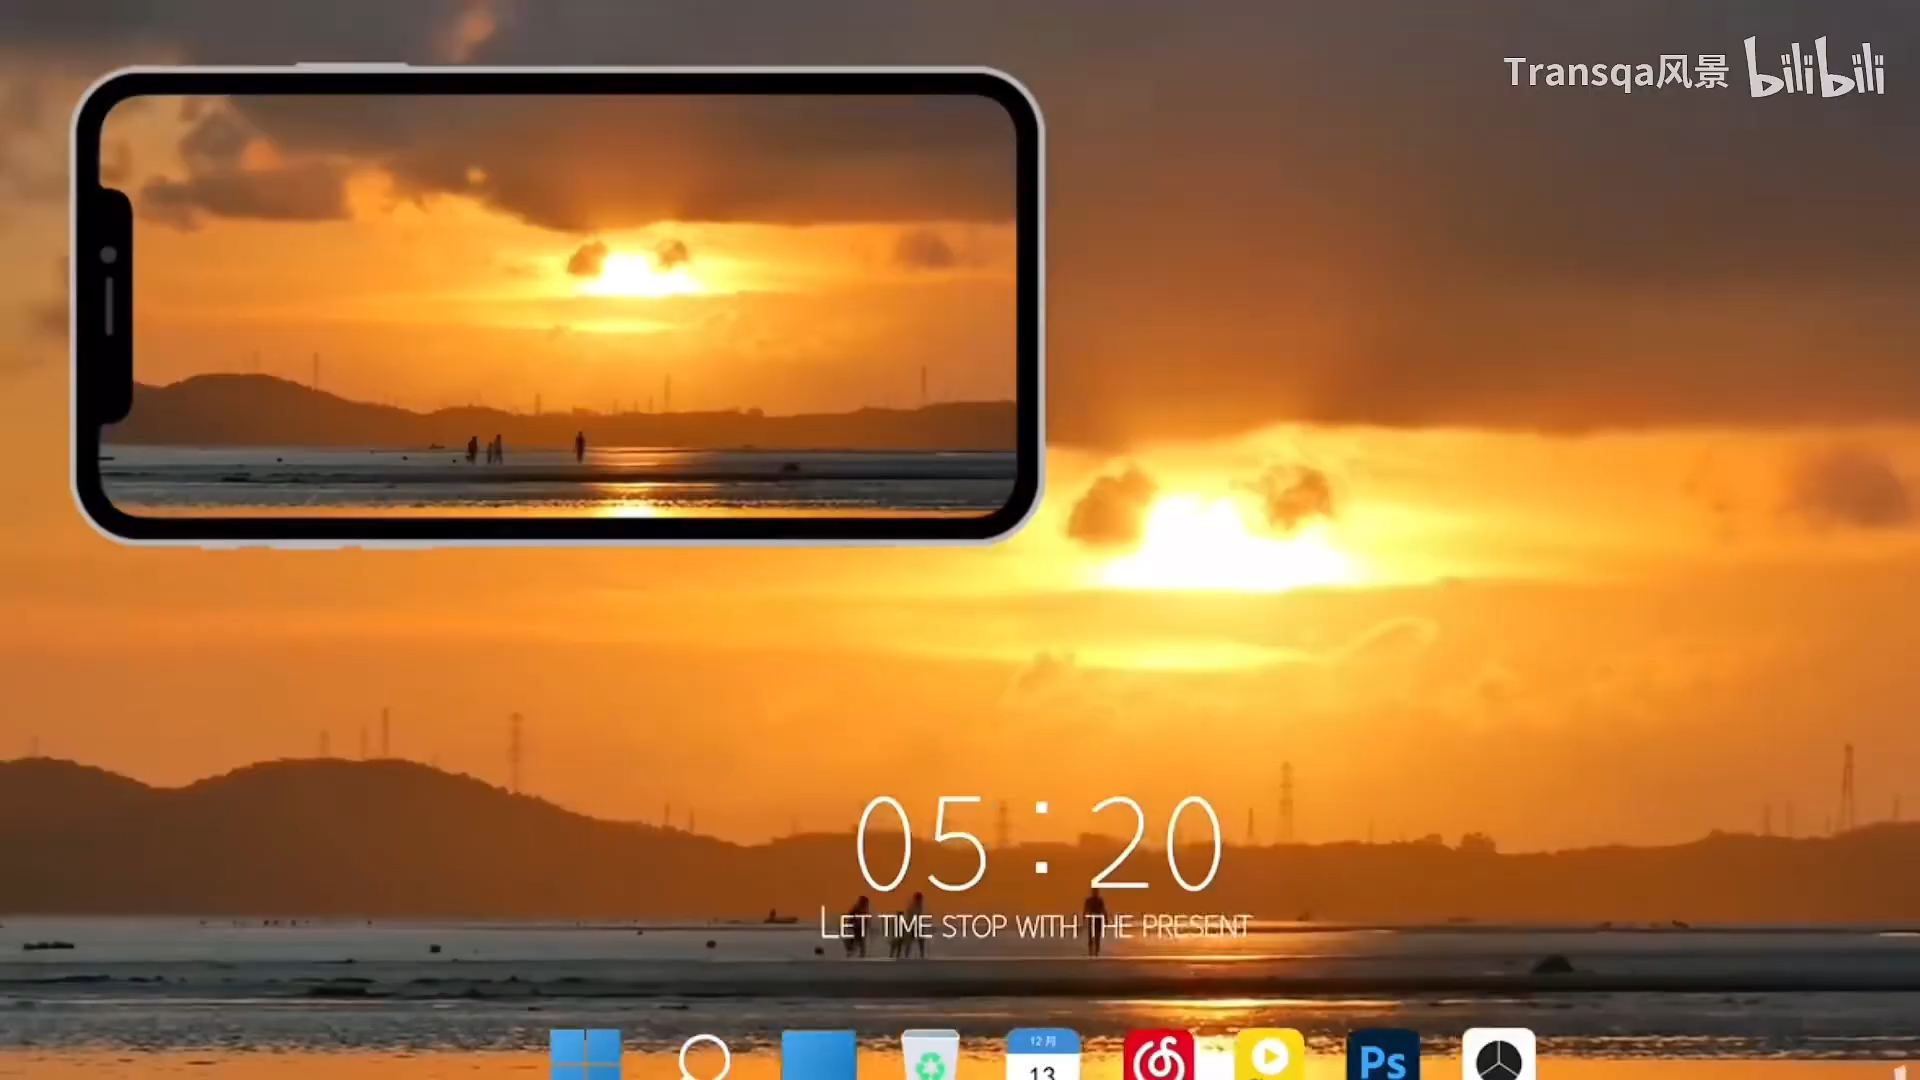 Transqa风景 bilibili
05:20
LET TIME STOP WITH THE PRESENT
12月
13
Ps